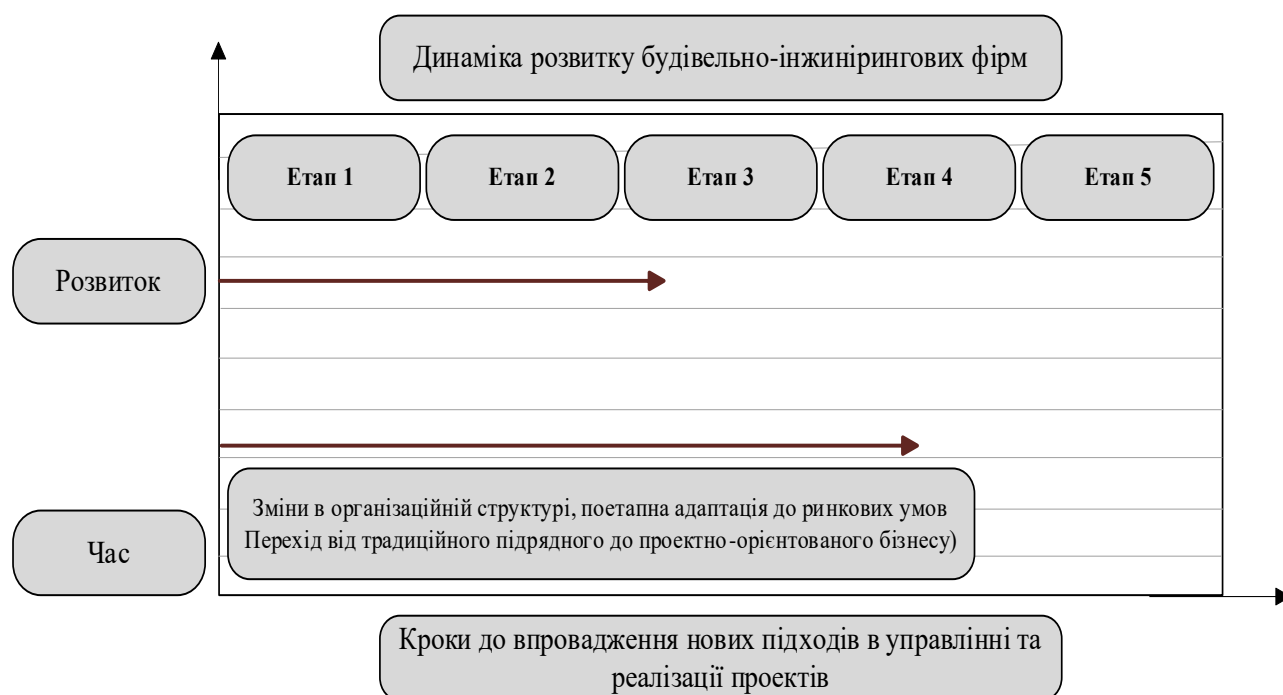 Динаміка розвитку будівельно-інжинірингових фірм
Етап 1
Етап 2
Етап 3
Етап 4
Етап 5
Розвиток
Зміни в організаційній структурі, поетапна адаптація до ринкових умов
Перехід від традиційного підрядного до проектно-орієнтованого бізнесу)
Час
Кроки до впровадження нових підходів в управлінні та
реалізації проектів